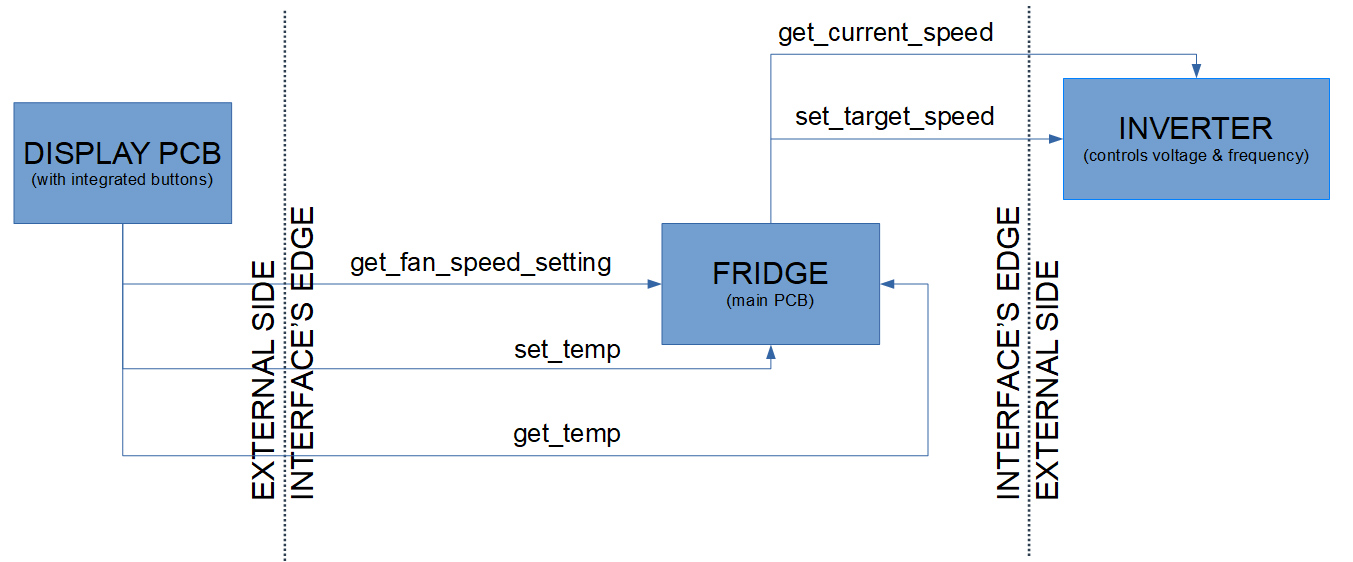 get_current_speed
set_target_speed
INVERTER
(controls voltage & frequency)
DISPLAY PCB
(with integrated buttons)
EXTERNAL SIDE
INTERFACE’S EDGE
get_fan_speed_setting
FRIDGE
(main PCB)
set_temp
get_temp
INTERFACE’S EDGE
EXTERNAL SIDE